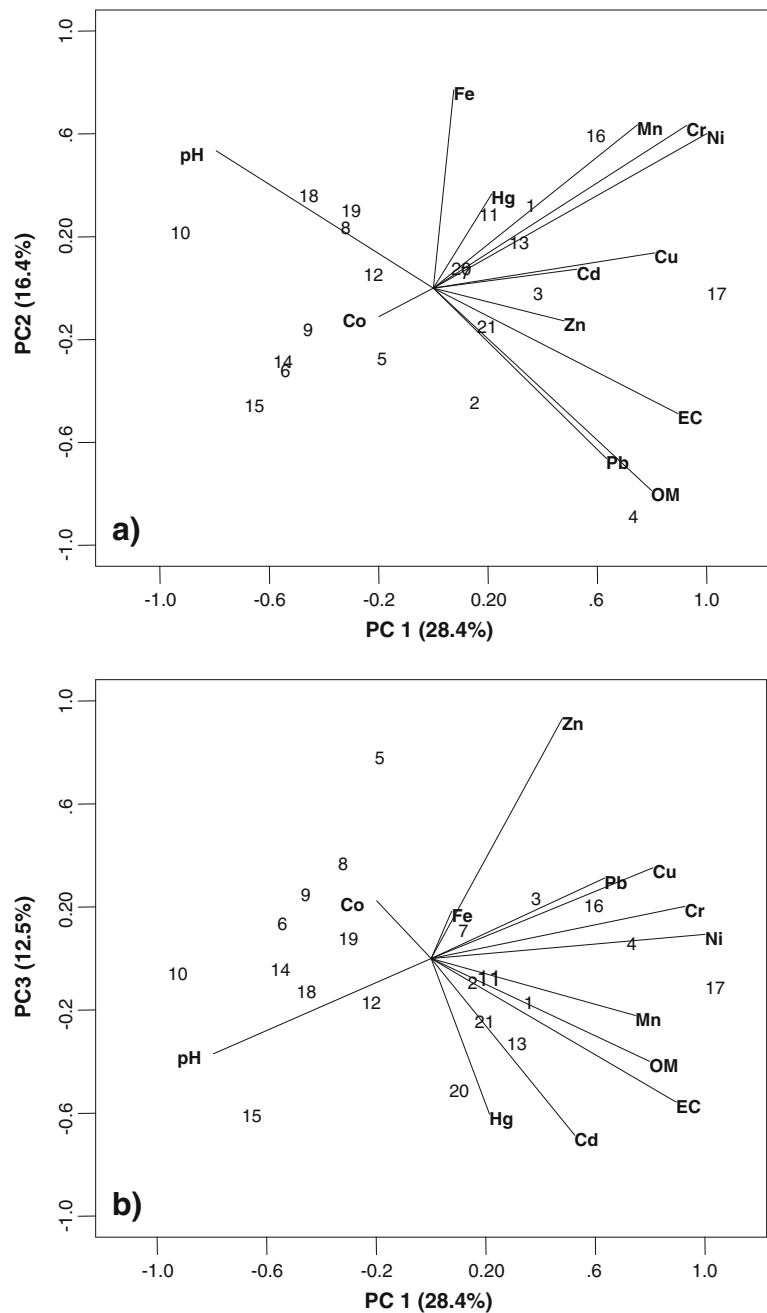 1.0
Fe
Mn
Cr
.6
16
Ni
pH
18
Hg
1
19
11
PC2 (16.4%)
0.20
10
8
13
20
7
Cu
12
Cd
3
17
Co
Zn
-0.2
9
21
14
5
6
15
2
EC
-0.6
Pb
OM
4
-1.0
a)
-1.0
-0.6
-0.2
0.20
.6
1.0
PC 1 (28.4%)
1.0
Zn
5
.6
8
Cu
Pb
9
3
16
PC3 (12.5%)
0.20
Co
Fe
Cr
6
7
19
4
Ni
14
10
11
2
17
18
12
1
-0.2
21
Mn
13
pH
OM
20
EC
-0.6
15
Hg
Cd
-1.0
b)
-1.0
-0.6
-0.2
0.20
.6
1.0
PC 1 (28.4%)